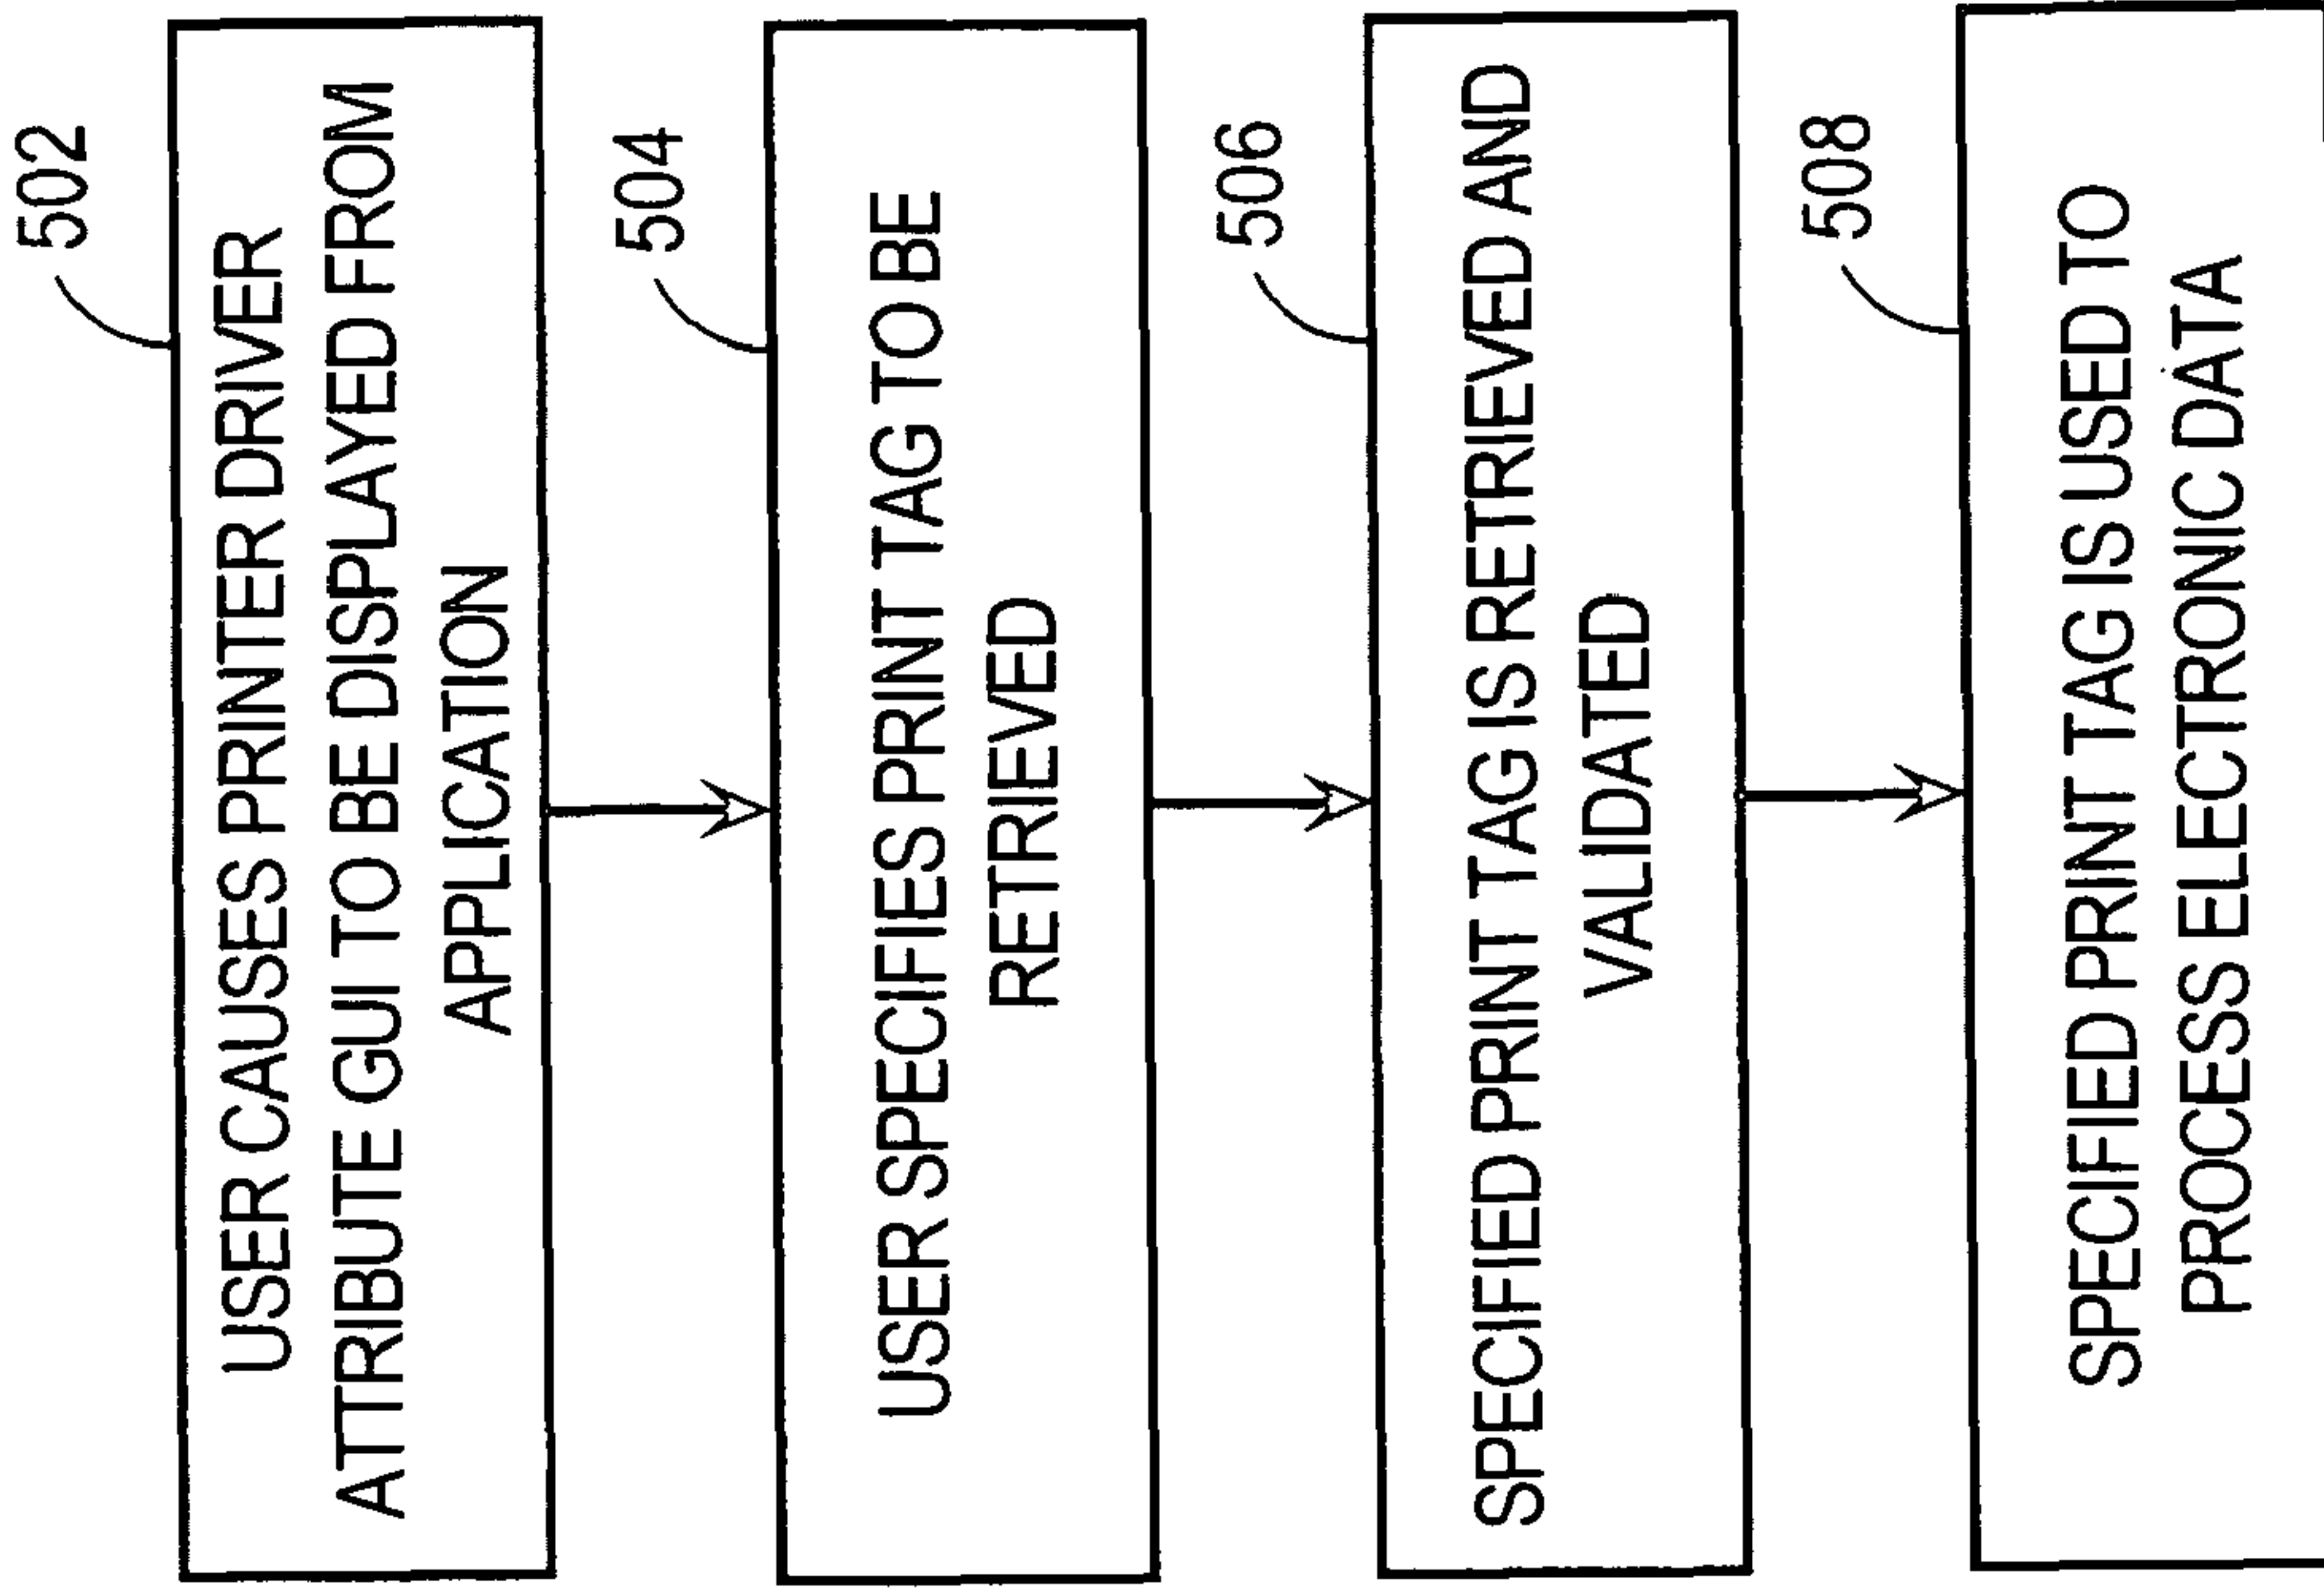 502
USER CAUSES PRINTER DRIVER
ATTRIBUTE GUI TO BE DISPLAYED FROM
APPLICATION
504
USER SPECIFIES PRINT TAG TO BE
RETRIEVED
506
SPECIFIED PRINT TAG IS RETRIEVED AND
VALIDATED
508
SPECIFIED PRINT TAG IS USED TO
PROCESS ELECTRONIC DATA